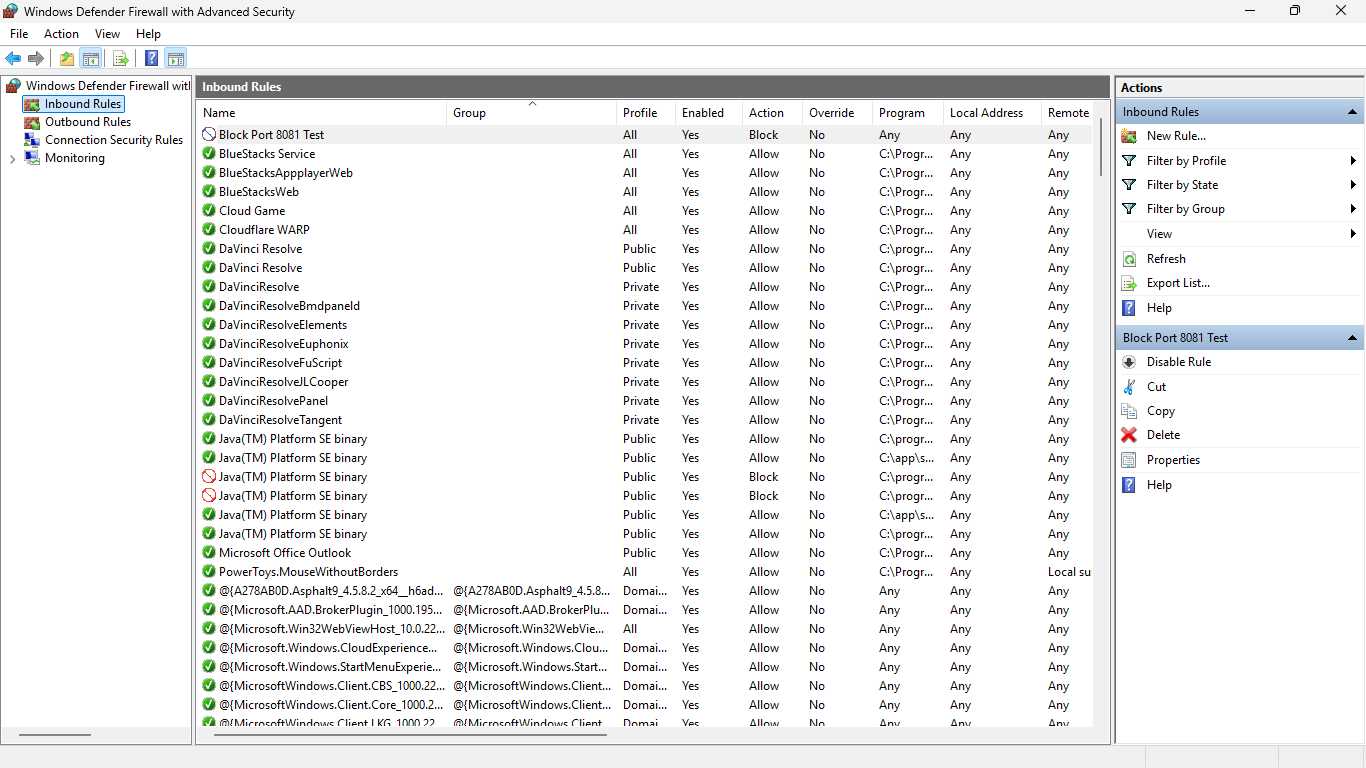 Windows Defender Firewall with Advanced Security
File Action View Help
Windows Defender Firewall with
Inbound Rules
Outbound Rules
Connection Security Rules
Monitoring
Inbound Rules
Name Group Profile Enabled Action Override Program Local Address Remote
Block Port 8081 Test All Yes Block No Any Any Any
BlueStacks Service All Yes Allow No C:\Progr... Any Any
BlueStacksAppplayerWeb All Yes Allow No C:\Progr... Any Any
BlueStacksWeb All Yes Allow No C:\Progr... Any Any
Cloud Game All Yes Allow No C:\Progr... Any Any
Cloudflare WARP All Yes Allow No C:\Progr... Any Any
DaVinci Resolve Public Yes Allow No C:\progr... Any Any
DaVinci Resolve Public Yes Allow No C:\progr... Any Any
DaVinciResolve Private Yes Allow No C:\Progr... Any Any
DaVinciResolveBmdpaneld Private Yes Allow No C:\Progr... Any Any
DaVinciResolveElements Private Yes Allow No C:\Progr... Any Any
DaVinciResolveEuphonix Private Yes Allow No C:\Progr... Any Any
DaVinciResolveFuScript Private Yes Allow No C:\Progr... Any Any
DaVinciResolveJLCooper Private Yes Allow No C:\Progr... Any Any
DaVinciResolvePanel Private Yes Allow No C:\Progr... Any Any
DaVinciResolveTangent Private Yes Allow No C:\Progr... Any Any
Java(TM) Platform SE binary Public Yes Allow No C:\progr... Any Any
Java(TM) Platform SE binary Public Yes Allow No C:\app\s... Any Any
Java(TM) Platform SE binary Public Yes Block No C:\progr... Any Any
Java(TM) Platform SE binary Public Yes Block No C:\progr... Any Any
Java(TM) Platform SE binary Public Yes Allow No C:\app\s... Any Any
Java(TM) Platform SE binary Public Yes Allow No C:\progr... Any Any
Microsoft Office Outlook Public Yes Allow No C:\Progr... Any Any
PowerToys.MouseWithoutBorders All Yes Allow No C:\Progr... Any Local su
@{A278AB0D.Asphalt9_4.5.8.2_x64__h6ad... @{A278AB0D.Asphalt9_4.5.8... Domai... Yes Allow No Any Any Any
@{Microsoft.AAD.BrokerPlugin_1000.195... @{Microsoft.AAD.BrokerPlu... Domai... Yes Allow No Any Any Any
@{Microsoft.Win32WebViewHost_10.0.22... @{Microsoft.Win32WebVie... All Yes Allow No Any Any Any
@{Microsoft.Windows.CloudExperience... @{Microsoft.Windows.Clou... Domai... Yes Allow No Any Any Any
@{Microsoft.Windows.StartMenuExperie... @{Microsoft.Windows.Start... Domai... Yes Allow No Any Any Any
@{MicrosoftWindows.Client.CBS_1000.22... @{MicrosoftWindows.Client... Domai... Yes Allow No Any Any Any
@{MicrosoftWindows.Client.Core_1000.2... @{MicrosoftWindows.Client... Domai... Yes Allow No Any Any Any
@{MicrosoftWindows.Client.LKG_1000.22... @{MicrosoftWindows.Client... Domai... Yes Allow No Any Any Any
Actions
Inbound Rules
New Rule...
Filter by Profile
Filter by State
Filter by Group
View
Refresh
Export List...
Help
Block Port 8081 Test
Disable Rule
Cut
Copy
Delete
Properties
Help